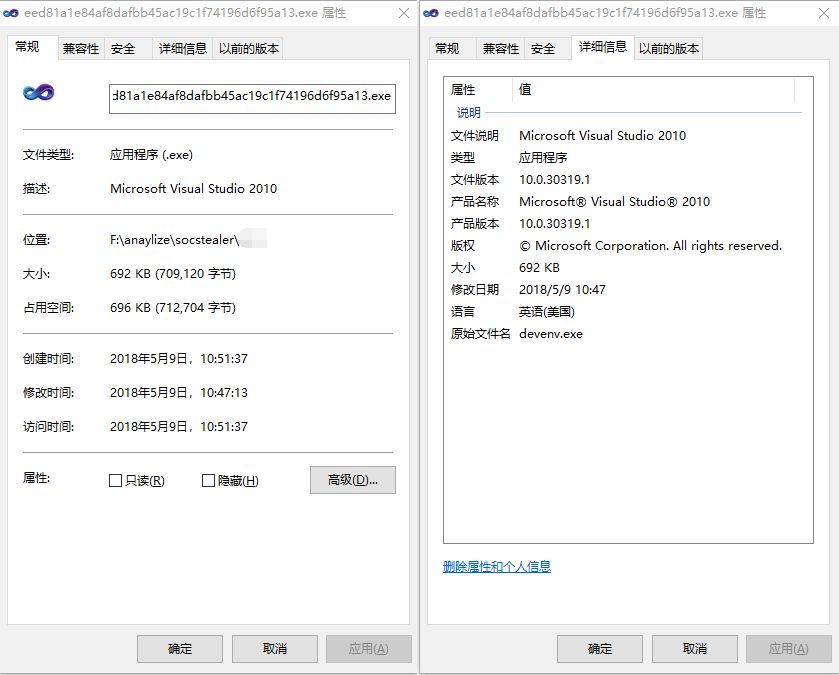 eed81a1e84af8dafbb45ac19c1f74196d6f95a13.exe 属性
常规 兼容性 安全 详细信息 以前的版本
d81a1e84af8dafbb45ac19c1f74196d6f95a13.exe
文件类型: 应用程序 (.exe)
描述: Microsoft Visual Studio 2010
位置: F:\anaylize\socstealer\
大小: 692 KB (709,120 字节)
占用空间: 696 KB (712,704 字节)
创建时间: 2018年5月9日，10:51:37
修改时间: 2018年5月9日，10:47:13
访问时间: 2018年5月9日，10:51:37
属性: 只读(R) 隐藏(H) 高级(D)...
确定 取消 应用(A)
eed81a1e84af8dafbb45ac19c1f74196d6f95a13.exe 属性
常规 兼容性 安全 详细信息 以前的版本
属性 值
说明
文件说明 Microsoft Visual Studio 2010
类型 应用程序
文件版本 10.0.30319.1
产品名称 Microsoft® Visual Studio® 2010
产品版本 10.0.30319.1
版权 © Microsoft Corporation. All rights reserved.
大小 692 KB
修改日期 2018/5/9 10:47
语言 英语(美国)
原始文件名 devenv.exe
删除属性和个人信息
确定 取消 应用(A)